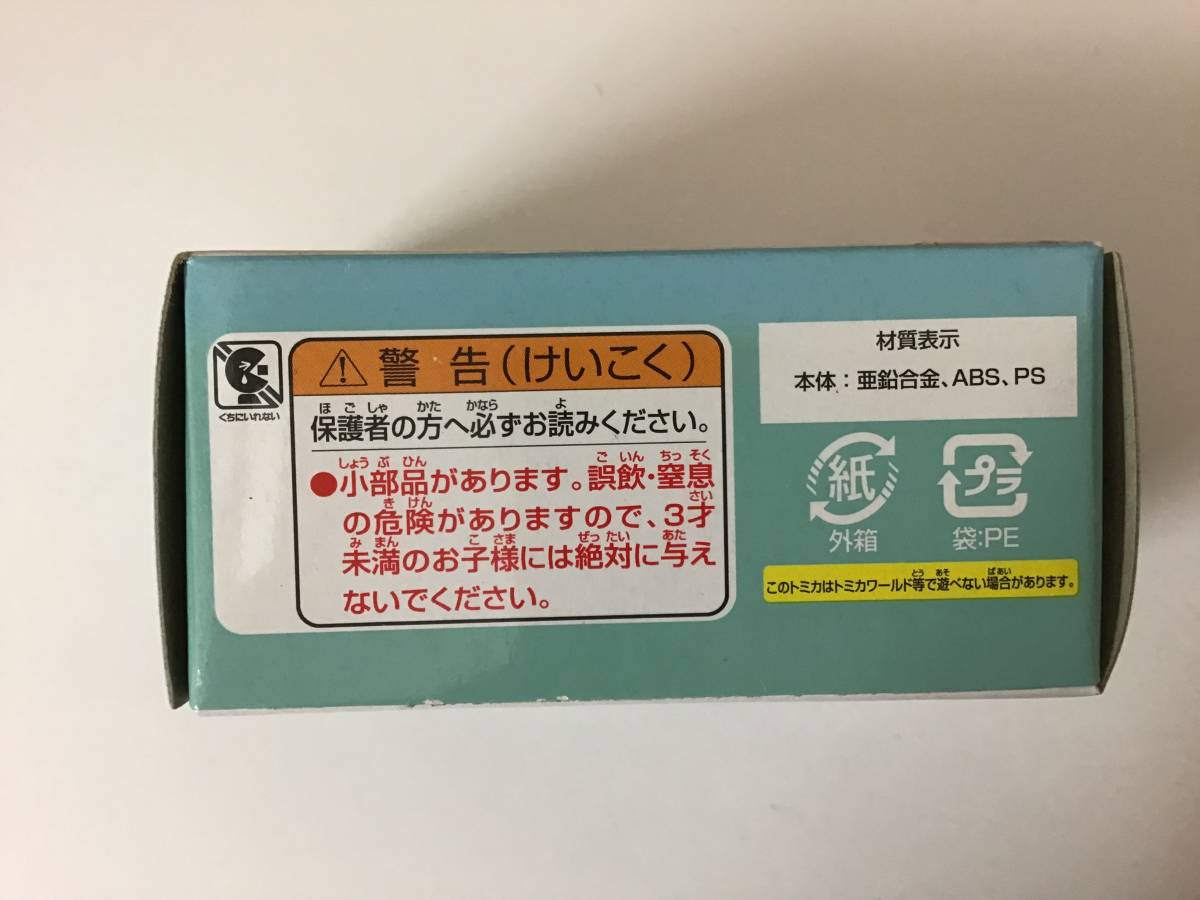 くちにいれない
⚠警 告(けいこく)
ほ ご しゃ かた かなら よ
保護者の方へ必ずお読みください。
しょう ぶ ひん ご いん ちっ そく
●小部品があります。誤飲・窒息
き けん さい
の危険がありますので、3才
み まん こ さま ぜっ たい あた
未満のお子様には絶対に与え
ないでください。
材質表示
本体:亜鉛合金、ABS、PS
紙
外箱
プラ
袋:PE
とう あそ ばあい
このトミカはトミカワールド等で遊べない場合があります。